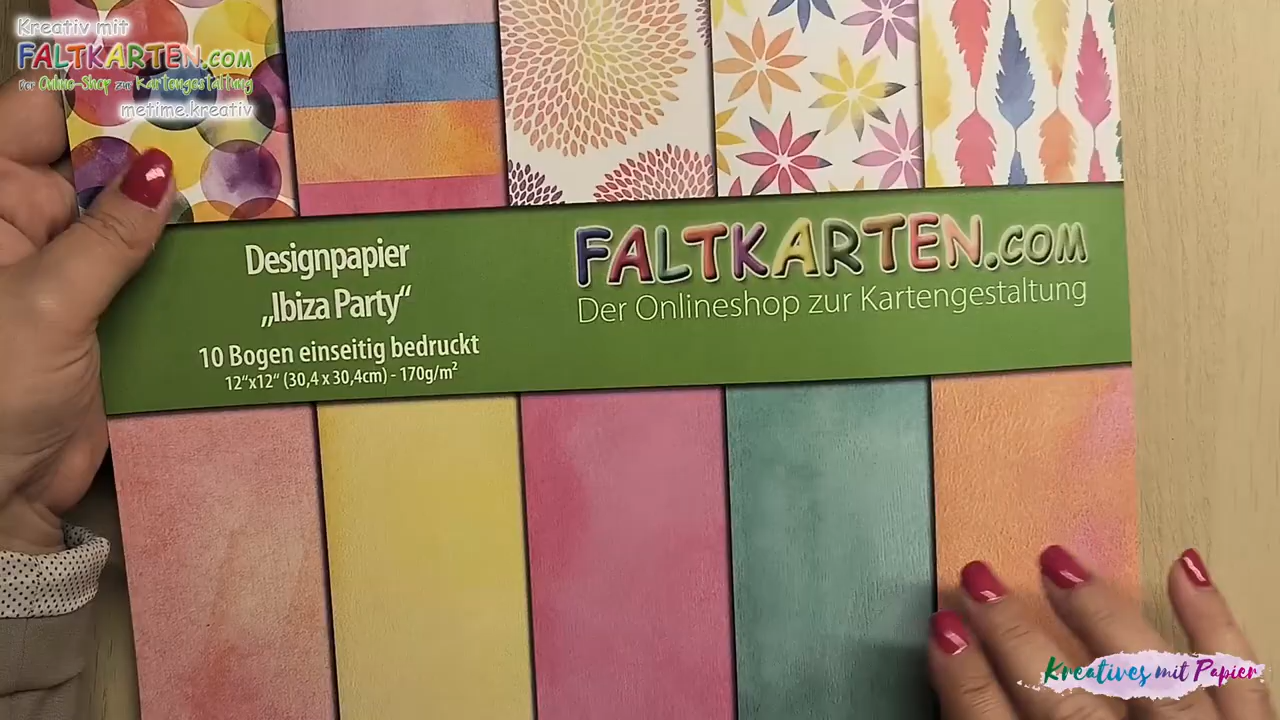 Kreativ mit
FALTKARTEN.com
Der Online-Shop zur Kartengestaltung
metime.kreativ
Designpapier
„Ibiza Party“
10 Bogen einseitig bedruckt
12“x12“ (30,4 x 30,4cm) - 170g/m²
FALTKARTEN.COM
Der Onlineshop zur Kartengestaltung
Kreatives mit Papier